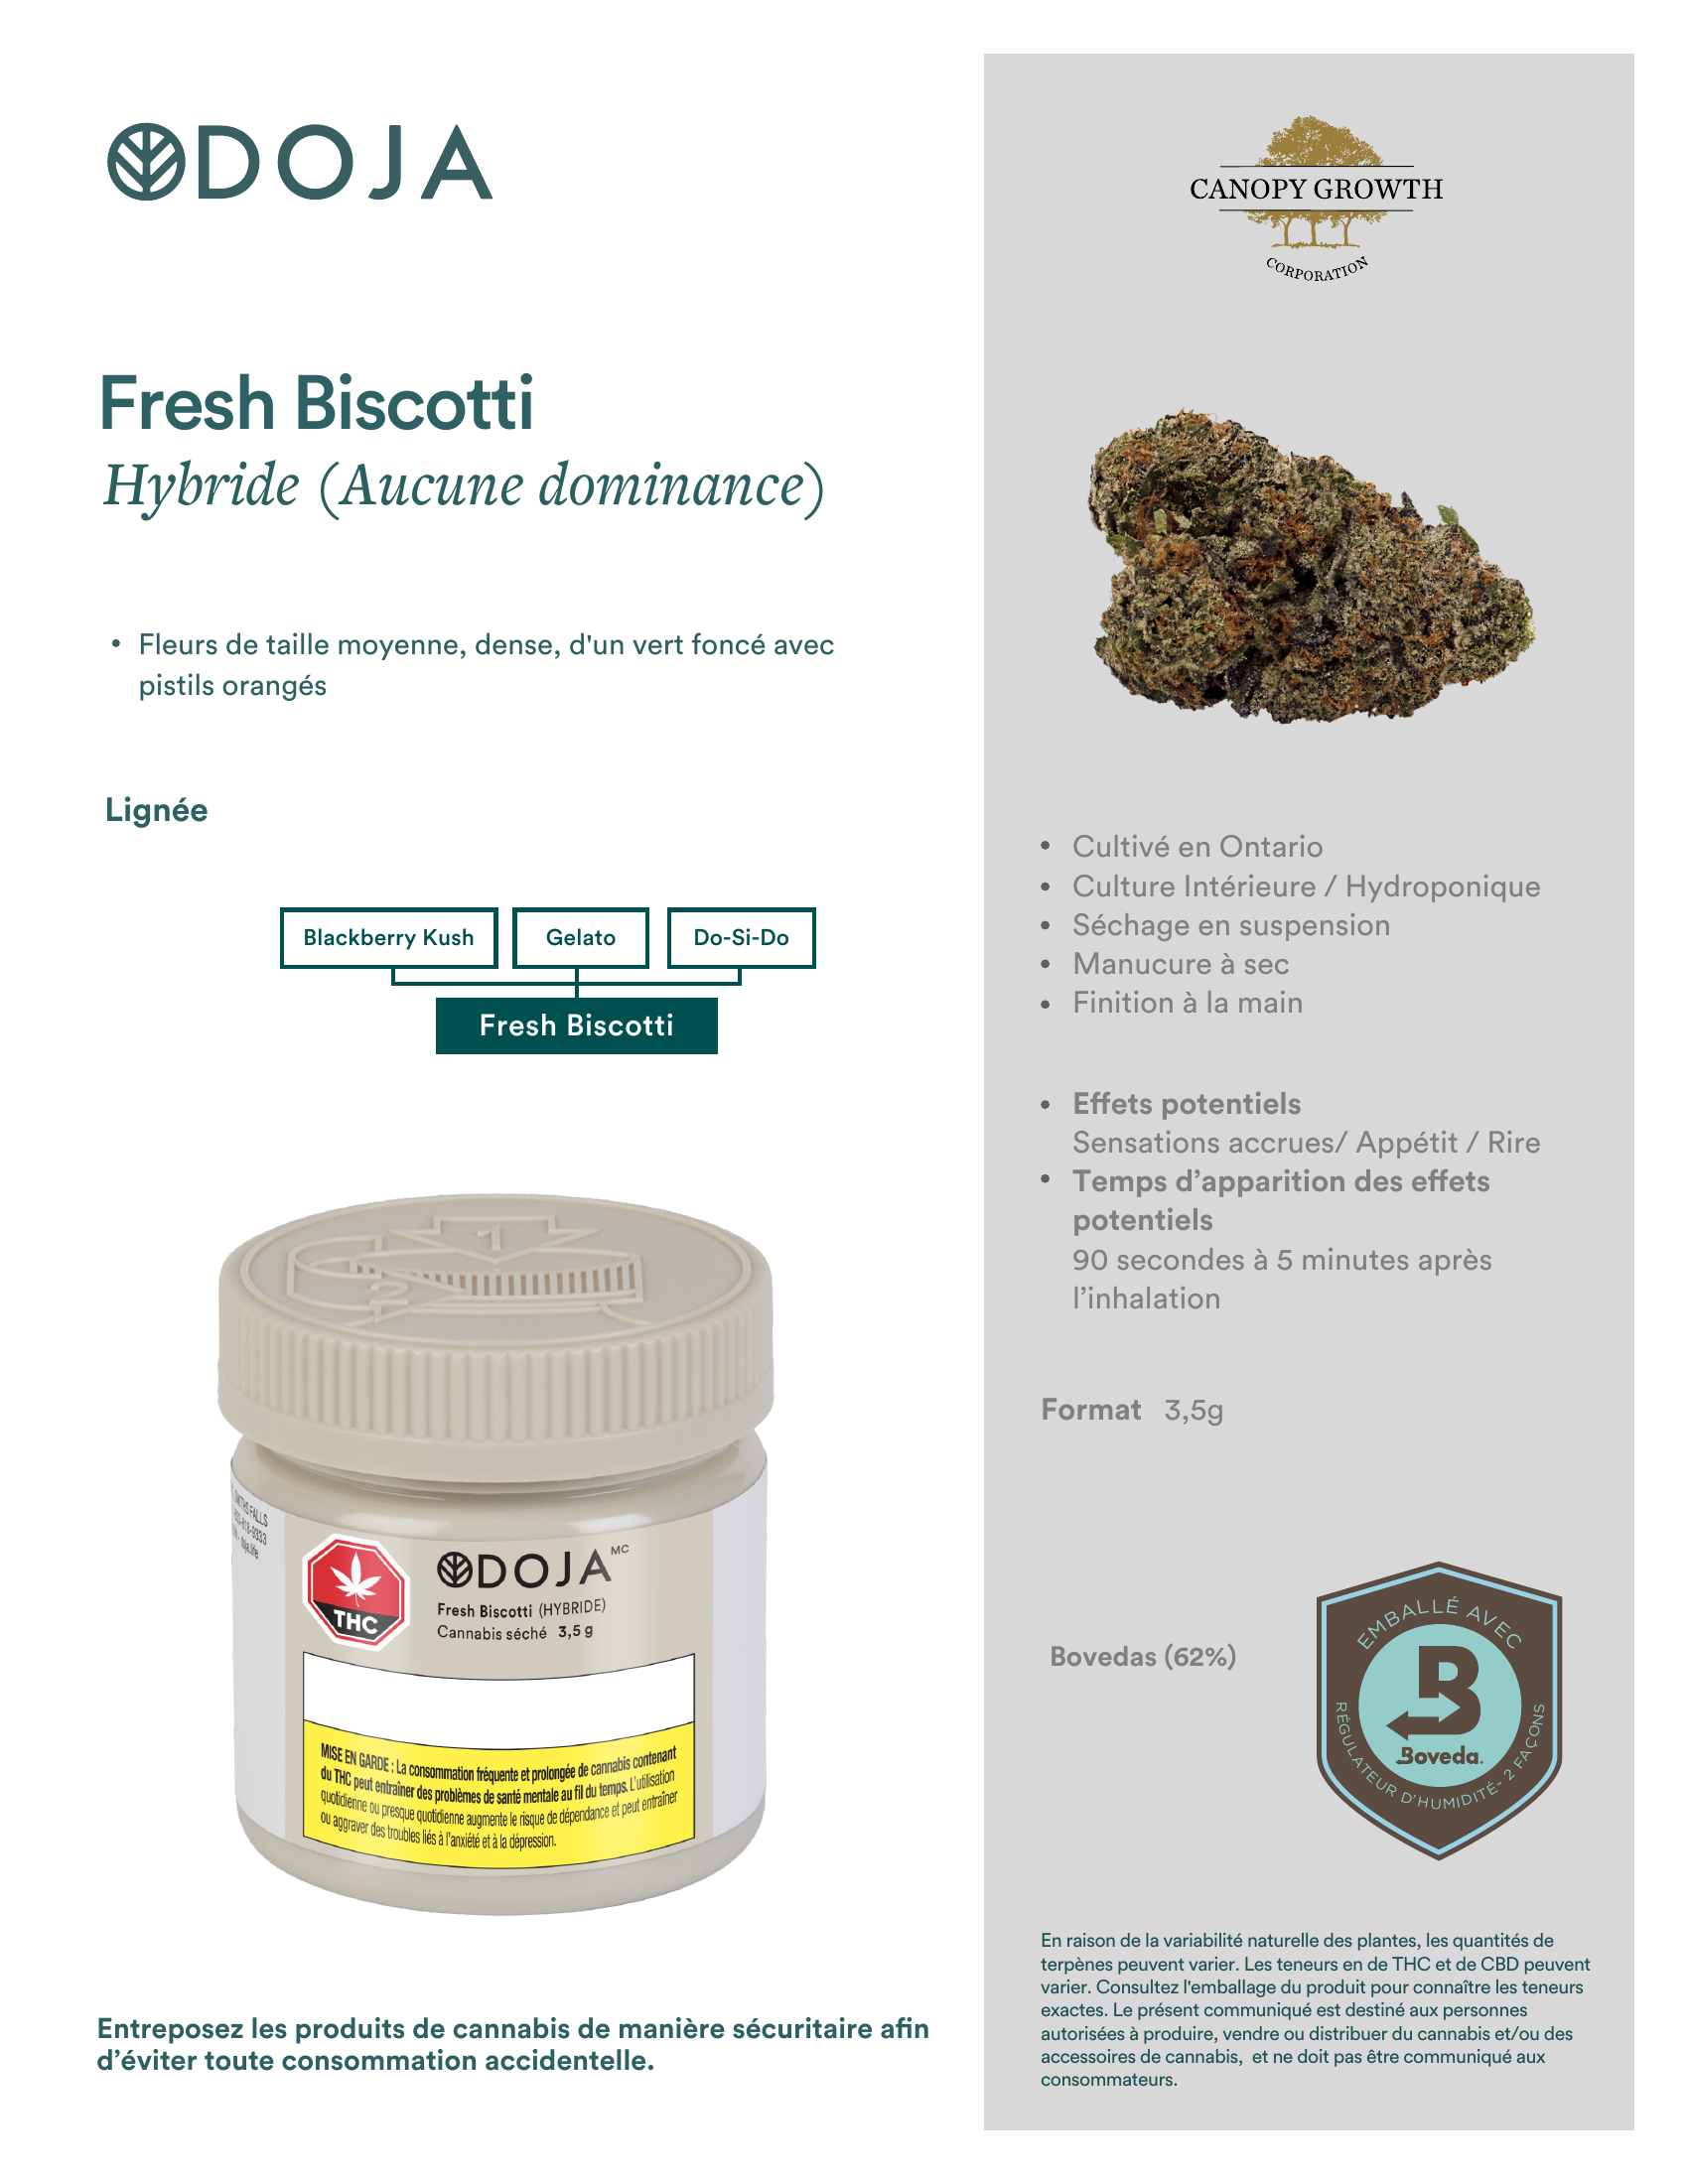 DOJA
Fresh Biscotti
Hybride (Aucune dominance)
• Fleurs de taille moyenne, dense, d'un vert foncé avec
pistils orangés
Lignée
Blackberry Kush
Gelato
Do-Si-Do
Fresh Biscotti
1
2
SMITHS FALLS
doja.life
THC
DOJA MC
Fresh Biscotti (HYBRIDE)
Cannabis séché 3,5 g
MISE EN GARDE : La consommation fréquente et prolongée de cannabis contenant
du THC peut entraîner des problèmes de santé mentale au fil du temps. L'utilisation
quotidienne ou presque quotidienne augmente le risque de dépendance et peut entraîner
ou aggraver des troubles liés à l'anxiété et à la dépression.
Entreposez les produits de cannabis de manière sécuritaire afin
d’éviter toute consommation accidentelle.
CANOPY GROWTH
CORPORATION
• Cultivé en Ontario
• Culture Intérieure / Hydroponique
• Séchage en suspension
• Manucure à sec
• Finition à la main
• Effets potentiels
Sensations accrues/ Appétit / Rire
• Temps d’apparition des effets
potentiels
90 secondes à 5 minutes après
l’inhalation
Format 3,5g
Bovedas (62%)
EMBALLÉ AVEC
B
Boveda.
RÉGULATEUR D'HUMIDITÉ- 2 FAÇONS
En raison de la variabilité naturelle des plantes, les quantités de
terpènes peuvent varier. Les teneurs en de THC et de CBD peuvent
varier. Consultez l'emballage du produit pour connaître les teneurs
exactes. Le présent communiqué est destiné aux personnes
autorisées à produire, vendre ou distribuer du cannabis et/ou des
accessoires de cannabis, et ne doit pas être communiqué aux
consommateurs.